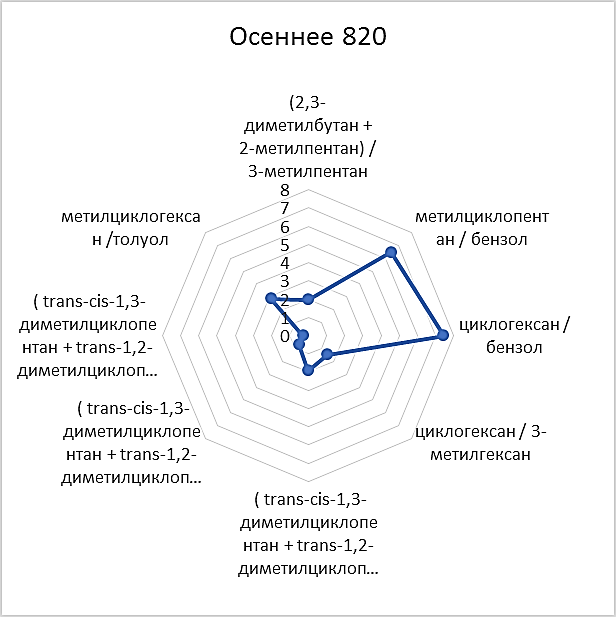 Осеннее 820
(2,3-
диметилбутан +
2-метилпентан) /
3-метилпентан
метилциклопент
ан / бензол
циклогексан /
бензол
циклогексан / 3-
метилгексан
( trans-cis-1,3-
диметилциклопе
нтан + trans-1,2-
диметилциклоп...
( trans-cis-1,3-
диметилциклопе
нтан + trans-1,2-
диметилциклоп...
( trans-cis-1,3-
диметилциклопе
нтан + trans-1,2-
диметилциклоп...
метилциклогекса
н /толуол
8
7
6
5
4
3
2
1
0